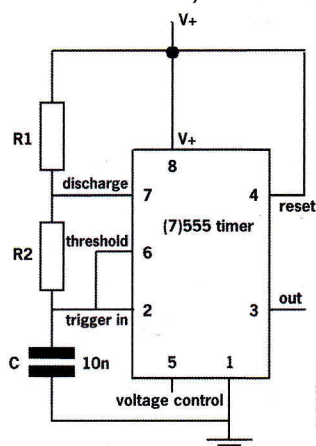 V+
V+
8
R1
discharge
7
4
reset
(7)555 timer
R2
threshold
6
2
trigger in
3
out
C
10n
5
1
voltage control